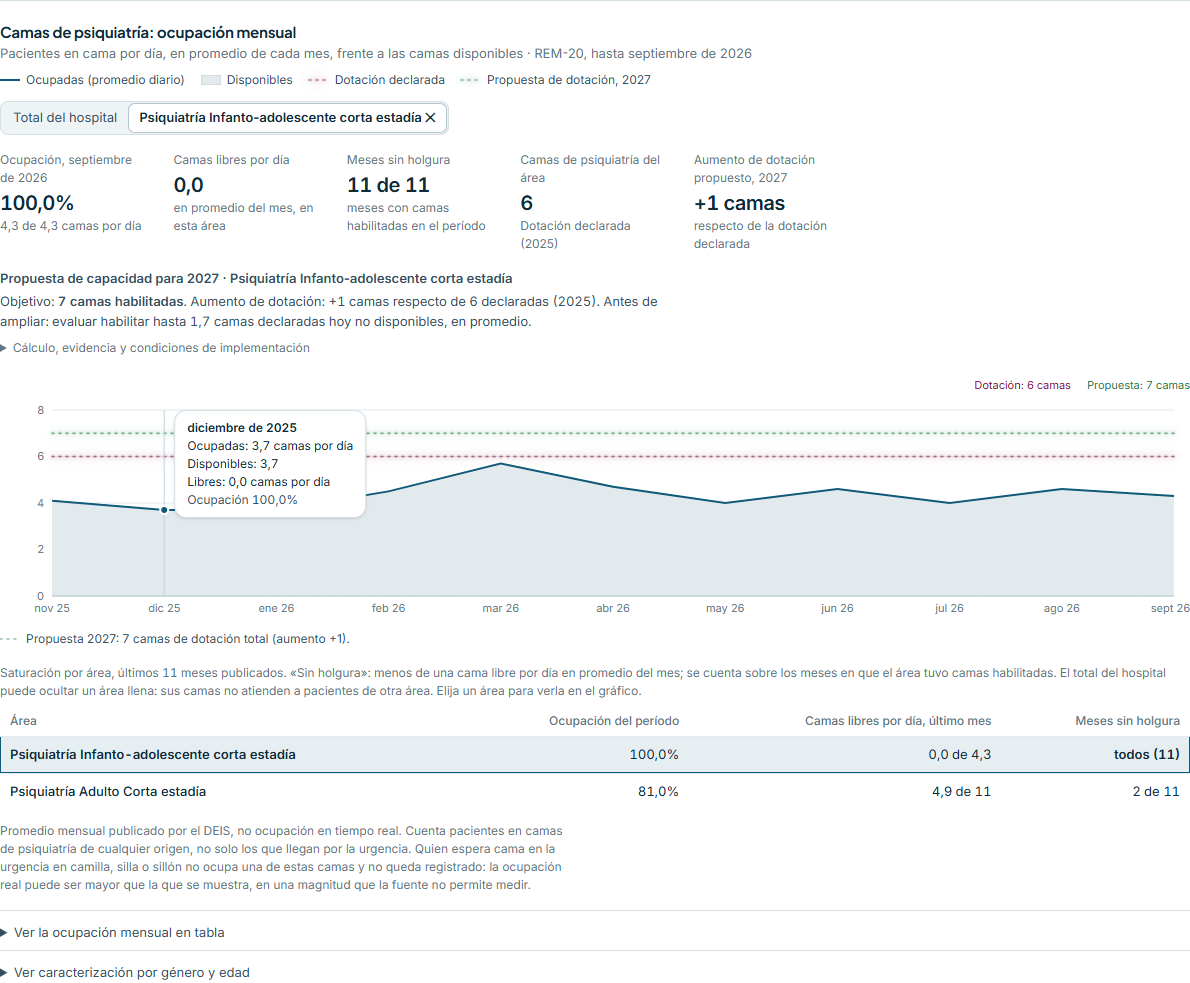 Camas de psiquiatría: ocupación mensual
Pacientes en cama por día, en promedio de cada mes, frente a las camas disponibles · REM-20, hasta septiembre de 2026
Ocupadas (promedio diario) Disponibles Dotación declarada Propuesta de dotación, 2027
Total del hospital Psiquiatría Infanto-adolescente corta estadía ✕
Ocupación, septiembre de 2026
100,0%
4,3 de 4,3 camas por día
Camas libres por día
0,0
en promedio del mes, en
esta área
Meses sin holgura
11 de 11
meses con camas
habilitadas en el período
Camas de psiquiatría del
área
6
Dotación declarada
(2025)
Aumento de dotación
propuesto, 2027
+1 camas
respecto de la dotación
declarada
Propuesta de capacidad para 2027 · Psiquiatría Infanto-adolescente corta estadía
Objetivo: 7 camas habilitadas. Aumento de dotación: +1 camas respecto de 6 declaradas (2025). Antes de
ampliar: evaluar habilitar hasta 1,7 camas declaradas hoy no disponibles, en promedio.
Cálculo, evidencia y condiciones de implementación
Dotación: 6 camas Propuesta: 7 camas
8
6
4
2
0
diciembre de 2025
Ocupadas: 3,7 camas por día
Disponibles: 3,7
Libres: 0,0 camas por día
Ocupación 100,0%
nov 25 dic 25 ene 26 feb 26 mar 26 abr 26 may 26 jun 26 jul 26 ago 26 sept 26
Propuesta 2027: 7 camas de dotación total (aumento +1).
Saturación por área, últimos 11 meses publicados. «Sin holgura»: menos de una cama libre por día en promedio del mes; se cuenta sobre los meses en que el área tuvo camas habilitadas. El total del hospital
puede ocultar un área llena: sus camas no atienden a pacientes de otra área. Elija un área para verla en el gráfico.
Área Ocupación del período Camas libres por día, último mes Meses sin holgura
Psiquiatría Infanto-adolescente corta estadía 100,0% 0,0 de 4,3 todos (11)
Psiquiatría Adulto Corta estadía 81,0% 4,9 de 11 2 de 11
Promedio mensual publicado por el DEIS, no ocupación en tiempo real. Cuenta pacientes en camas
de psiquiatría de cualquier origen, no solo los que llegan por la urgencia. Quien espera cama en la
urgencia en camilla, silla o sillón no ocupa una de estas camas y no queda registrado: la ocupación
real puede ser mayor que la que se muestra, en una magnitud que la fuente no permite medir.
Ver la ocupación mensual en tabla
Ver caracterización por género y edad